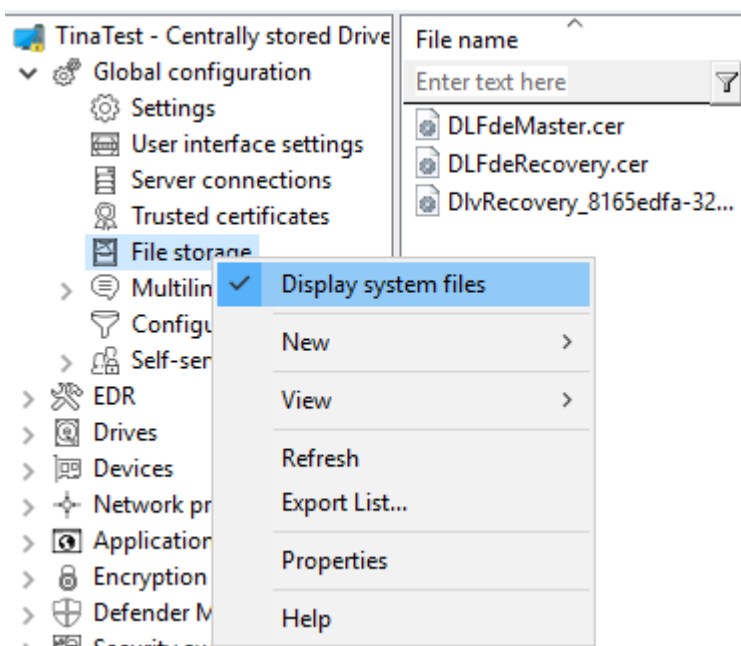 TinaTest - Centrally stored Drive
Global configuration
Settings
User interface settings
Server connections
Trusted certificates
File storage
Multilin
Configu
Self-ser
EDR
Drives
Devices
Network pr
Application
Encryption
Defender M
File name
Enter text here
DLFdeMaster.cer
DLFdeRecovery.cer
DlvRecovery_8165edfa-32...
Display system files
New
View
Refresh
Export List...
Properties
Help